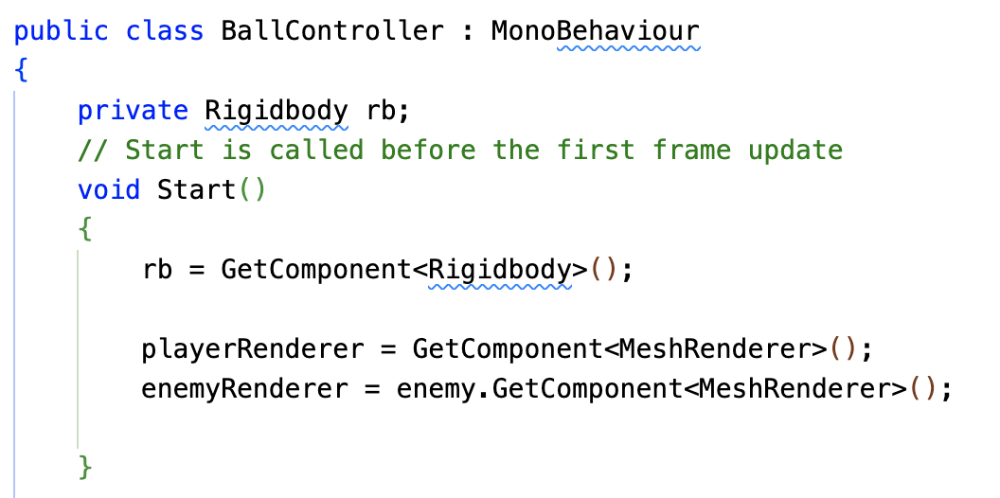 public class BallController : MonoBehaviour
{
    private Rigidbody rb;
    // Start is called before the first frame update
    void Start()
    {
        rb = GetComponent<Rigidbody>();

        playerRenderer = GetComponent<MeshRenderer>();
        enemyRenderer = enemy.GetComponent<MeshRenderer>();

    }